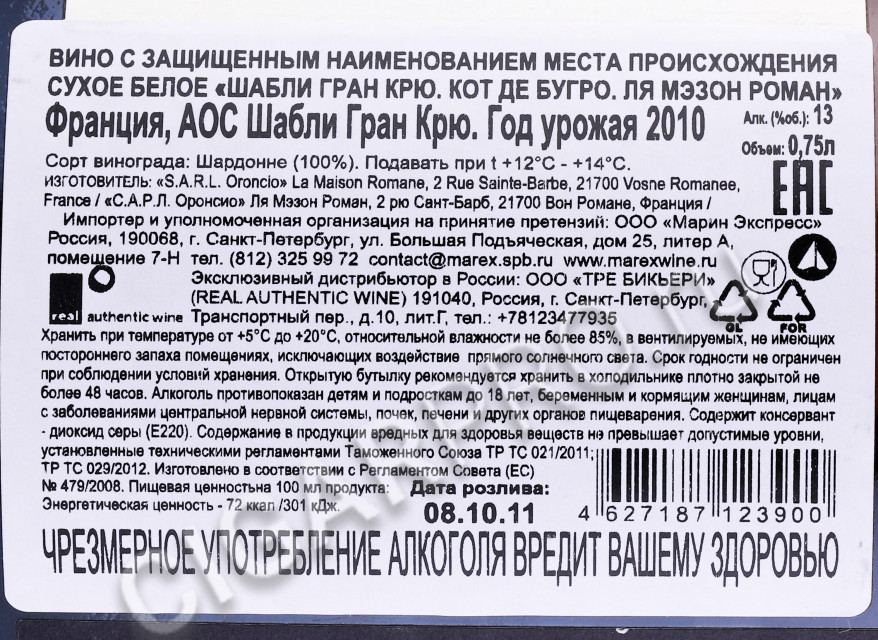 ВИНО С ЗАЩИЩЕННЫМ НАИМЕНОВАНИЕМ МЕСТА ПРОИСХОЖДЕНИЯ
СУХОЕ БЕЛОЕ «ШАБЛИ ГРАН КРЮ. КОТ ДЕ БУГРО. ЛЯ МЭЗОН РОМАН»
Франция, АОС Шабли Гран Крю. Год урожая 2010
Алк. (%об.): 13
Объем: 0,75л
Сорт винограда: Шардонне (100%). Подавать при t +12°C - +14°C.
ИЗГОТОВИТЕЛЬ: «S.A.R.L. Oroncio» La Maison Romane, 2 Rue Sainte-Barbe, 21700 Vosne Romanee,
France / «С.А.Р.Л. Оронсио» Ля Мэзон Роман, 2 рю Сант-Барб, 21700 Вон Романе, Франция /
EAC
Импортер и уполномоченная организация на принятие претензий: ООО «Марин Экспресс»
Россия, 190068, г. Санкт-Петербург, ул. Большая Подъяческая, дом 25, литер А,
помещение 7-Н тел. (812) 325 99 72 contact@marex.spb.ru www.marexwine.ru
Эксклюзивный дистрибьютор в России: ООО «ТРЕ БИКЬЕРИ»
(REAL AUTHENTIC WINE) 191040, Россия, г. Санкт-Петербург,
real authentic wine Транспортный пер., д.10, лит.Г, тел.: +78123477935
GL FOR
Хранить при температуре от +5°C до +20°C, относительной влажности не более 85%, в вентилируемых, не имеющих
постороннего запаха помещениях, исключающих воздействие прямого солнечного света. Срок годности не ограничен
при соблюдении условий хранения. Открытую бутылку рекомендуется хранить в холодильнике плотно закрытой не
более 48 часов. Алкоголь противопоказан детям и подросткам до 18 лет, беременным и кормящим женщинам, лицам
с заболеваниями центральной нервной системы, почек, печени и других органов пищеварения. Содержит консервант
- диоксид серы (E220). Содержание в продукции вредных для здоровья веществ не превышает допустимые уровни,
установленные техническими регламентами Таможенного Союза ТР ТС 021/2011;
ТР ТС 029/2012. Изготовлено в соответствии с Регламентом Совета (ЕС)
№ 479/2008. Пищевая ценностьна 100 мл продукта:
Энергетическая ценность - 72 ккал /301 кДж.
Дата розлива:
08.10.11
4 627187 123900
ЧРЕЗМЕРНОЕ УПОТРЕБЛЕНИЕ АЛКОГОЛЯ ВРЕДИТ ВАШЕМУ ЗДОРОВЬЮ
CIGARPRO.ru